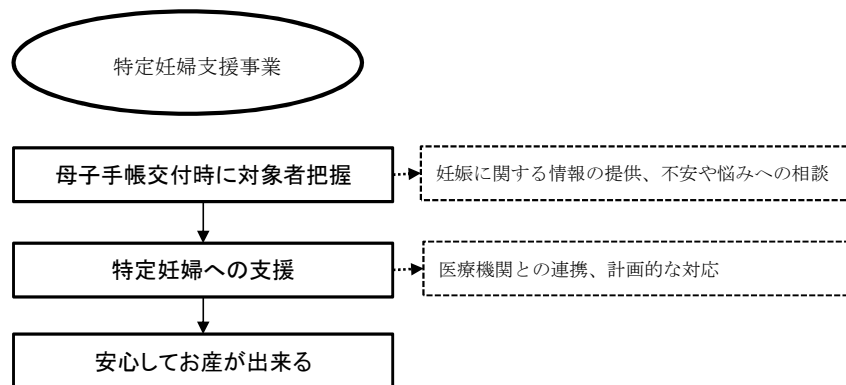 特定妊婦支援事業
母子手帳交付時に対象者把握
妊娠に関する情報の提供、不安や悩みへの相談
特定妊婦への支援
医療機関との連携、計画的な対応
安心してお産が出来る